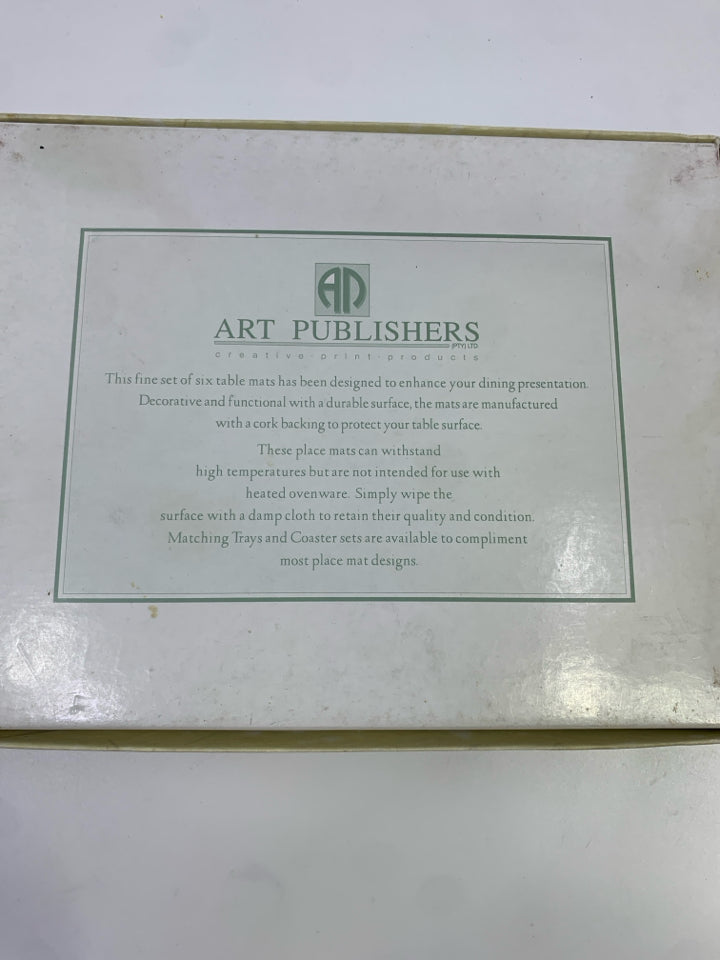 AP
ART PUBLISHERS
(PTY) LTD
creative·print·products
This fine set of six table mats has been designed to enhance your dining presentation.
Decorative and functional with a durable surface, the mats are manufactured
with a cork backing to protect your table surface.
These place mats can withstand
high temperatures but are not intended for use with
heated ovenware. Simply wipe the
surface with a damp cloth to retain their quality and condition.
Matching Trays and Coaster sets are available to compliment
most place mat designs.